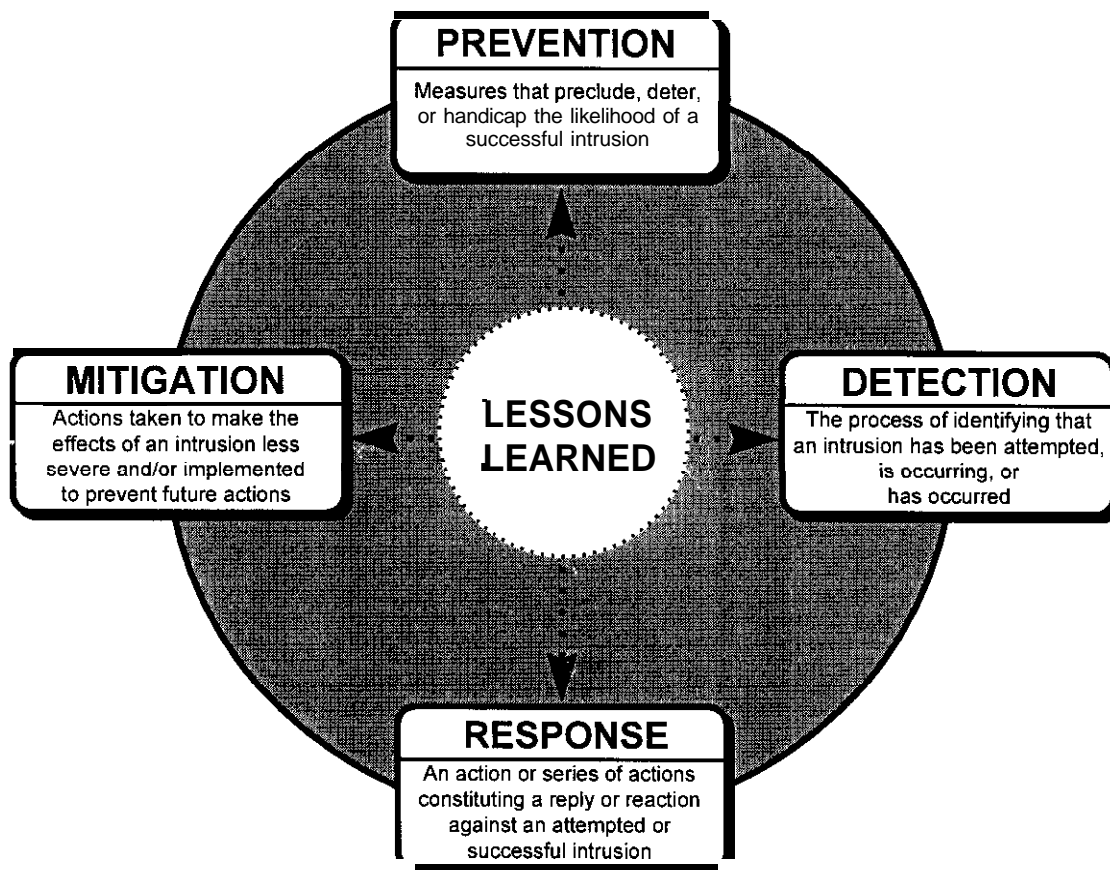 PREVENTION
Measures that preclude, deter,
or handicap the likelihood of a
successful intrusion
MITIGATION
Actions taken to make the
effects of an intrusion less
severe and/or implemented
to prevent future actions
LESSONS
LEARNED
DETECTION
The process of identifying that
an intrusion has been attempted,
is occurring, or
has occurred
RESPONSE
An action or series of actions
constituting a reply or reaction
against an attempted or
successful intrusion